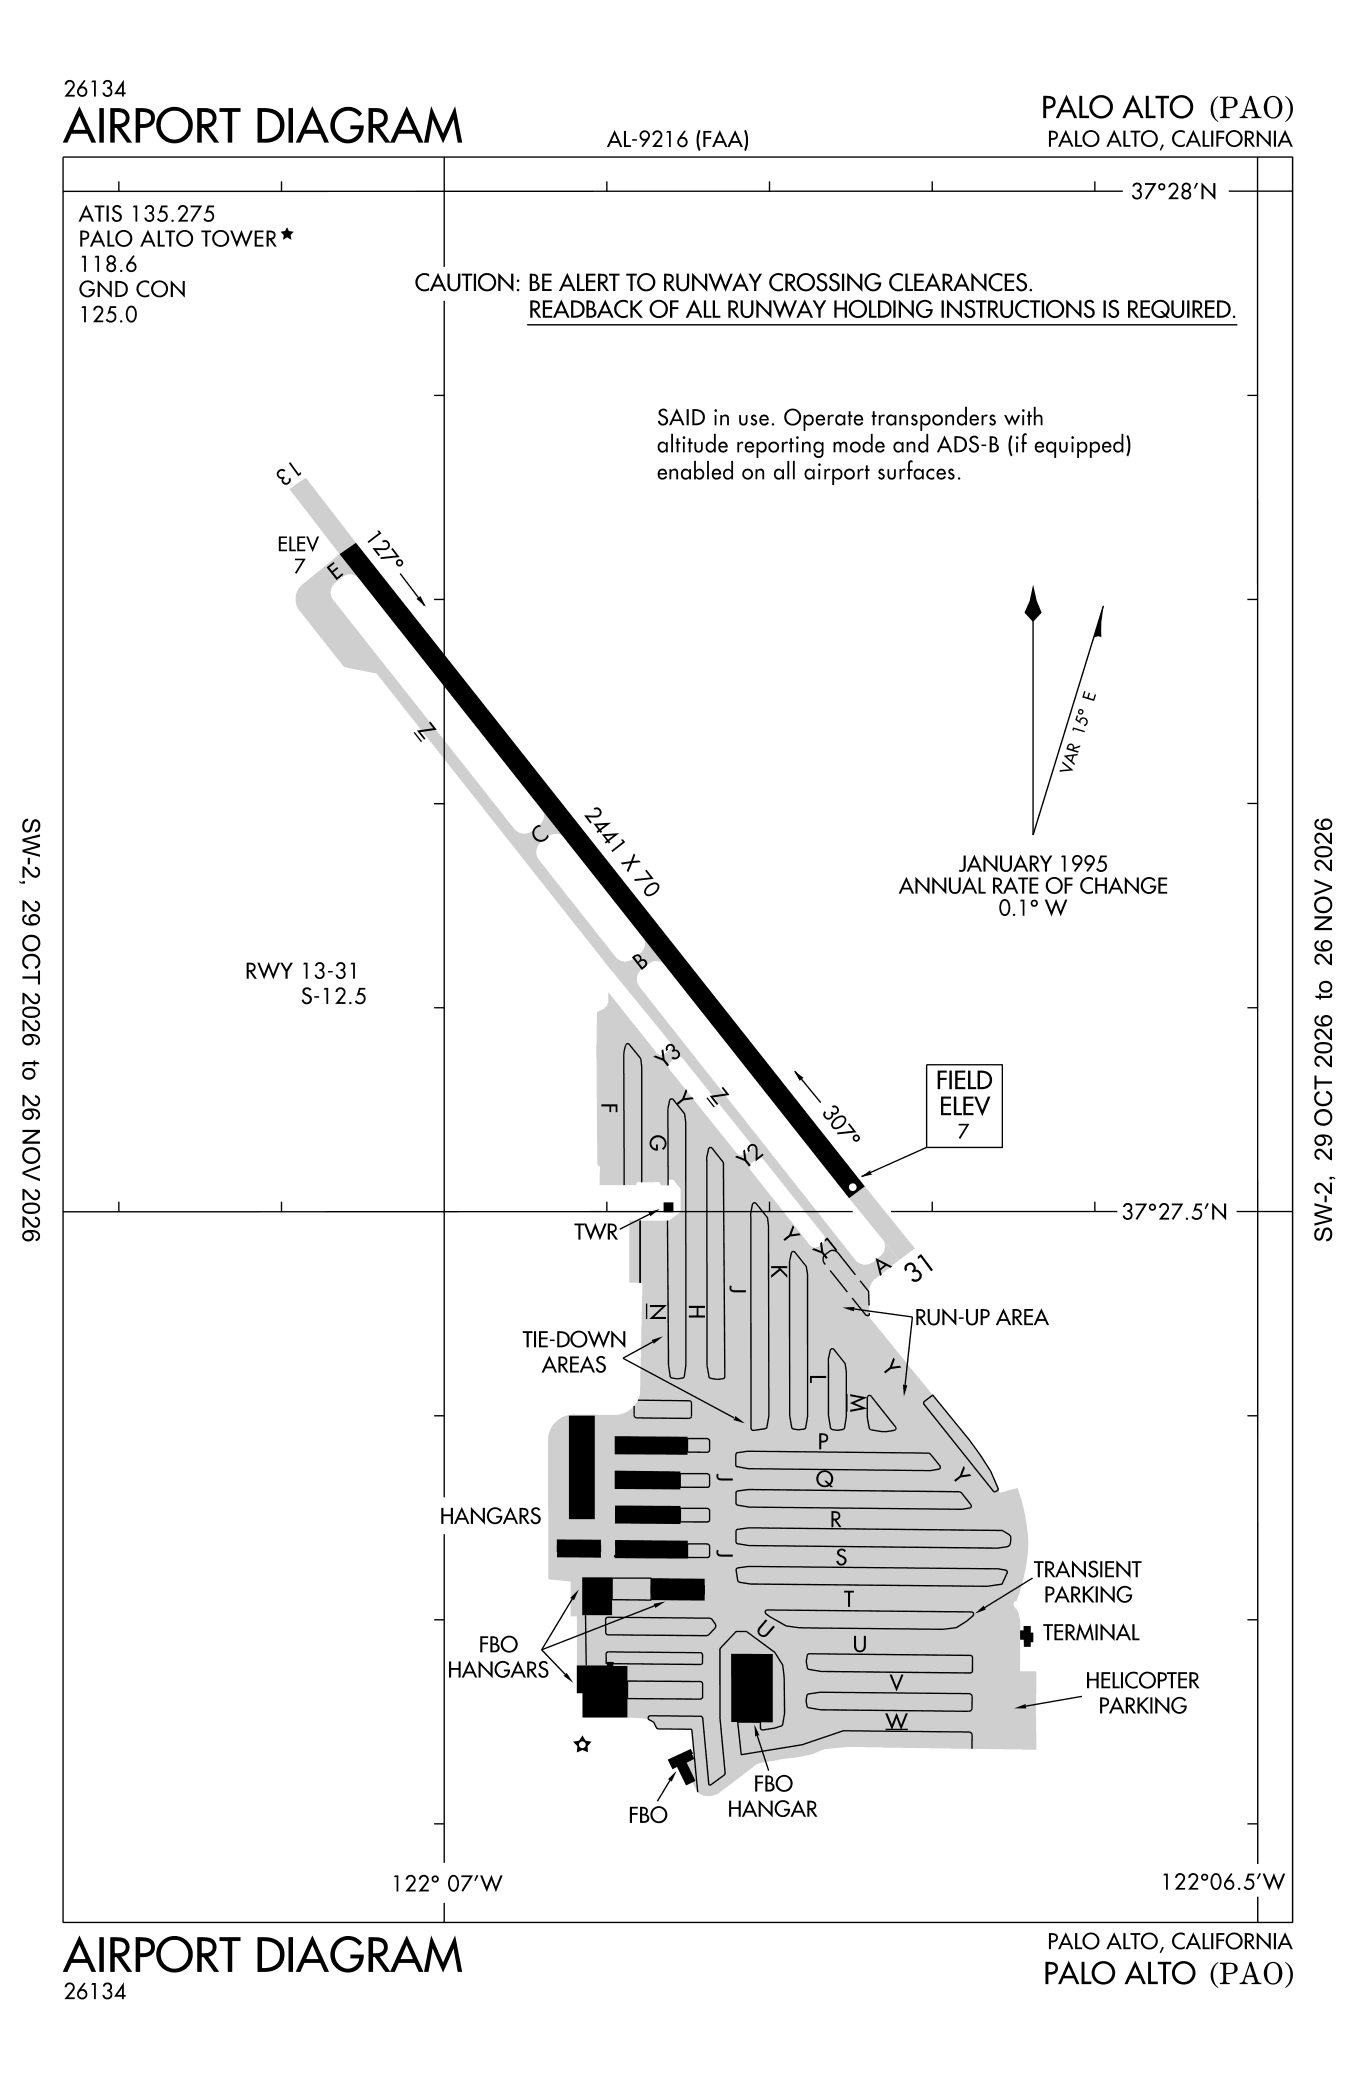 26134
AIRPORT DIAGRAM
AL-9216 (FAA)
PALO ALTO (PAO)
PALO ALTO, CALIFORNIA
37°28'N
ATIS 135.275
PALO ALTO TOWER★
118.6
GND CON
125.0
CAUTION: BE ALERT TO RUNWAY CROSSING CLEARANCES.
READBACK OF ALL RUNWAY HOLDING INSTRUCTIONS IS REQUIRED.
SAID in use. Operate transponders with
altitude reporting mode and ADS-B (if equipped)
enabled on all airport surfaces.
13
ELEV
7
E
127°
VAR 15° E
JANUARY 1995
ANNUAL RATE OF CHANGE
0.1° W
Z
C
2441 X 70
B
RWY 13-31
S-12.5
SW-2, 29 OCT 2026 to 26 NOV 2026
SW-2, 29 OCT 2026 to 26 NOV 2026
FIELD
ELEV
7
307°
Y3
Y
Z
F
G
Y2
TWR
37°27.5'N
Y
Y1
A
31
K
J
N
H
RUN-UP AREA
TIE-DOWN
AREAS
L
M
Y
P
Q
Y
J
HANGARS
R
J
S
TRANSIENT
PARKING
T
U
U
TERMINAL
FBO
HANGARS
V
HELICOPTER
PARKING
W
FBO
FBO
HANGAR
122° 07'W
122°06.5'W
AIRPORT DIAGRAM
26134
PALO ALTO, CALIFORNIA
PALO ALTO (PAO)